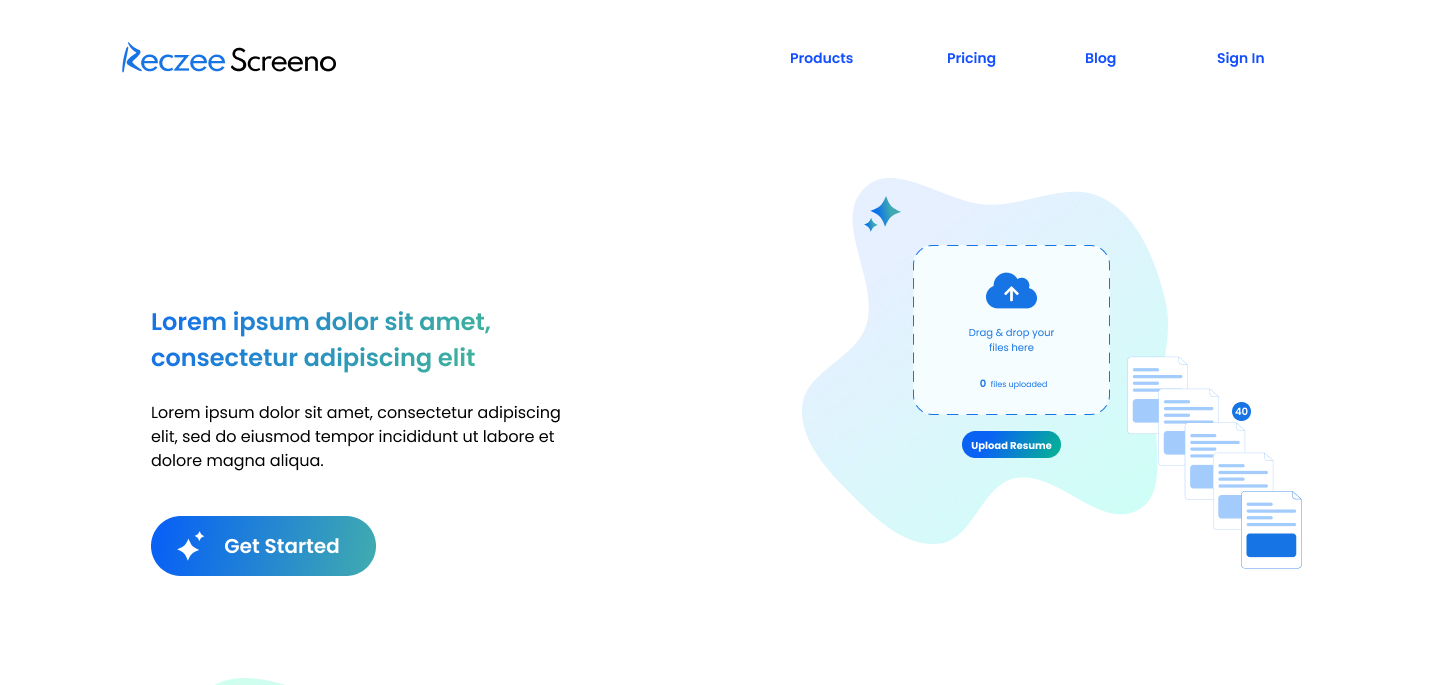 Reczee Screeno
Products
Pricing
Blog
Sign In
Lorem ipsum dolor sit amet,
consectetur adipiscing elit
Lorem ipsum dolor sit amet, consectetur adipiscing
elit, sed do eiusmod tempor incididunt ut labore et
dolore magna aliqua.
Get Started
Drag & drop your
files here
0 files uploaded
Upload Resume
40